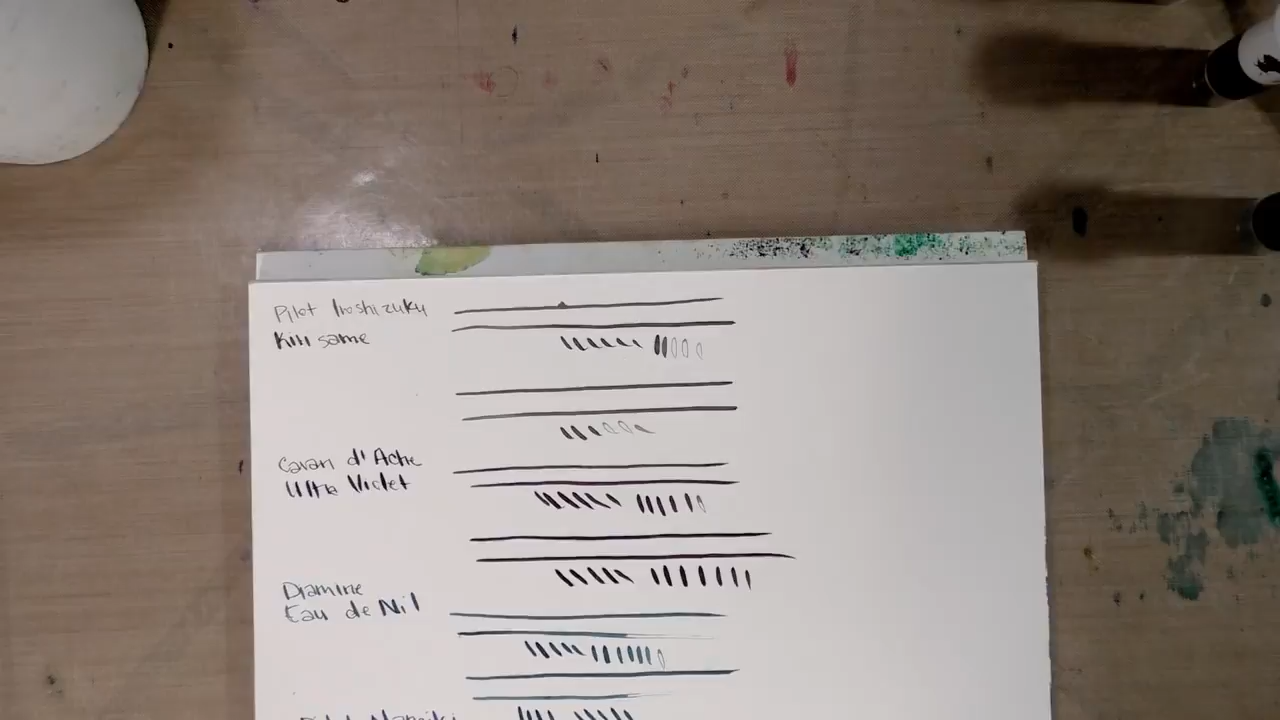 Pilot Iroshizuku
Kiri same
Caran d'Ache
Ultra Violet
Diamine
Eau de Nil